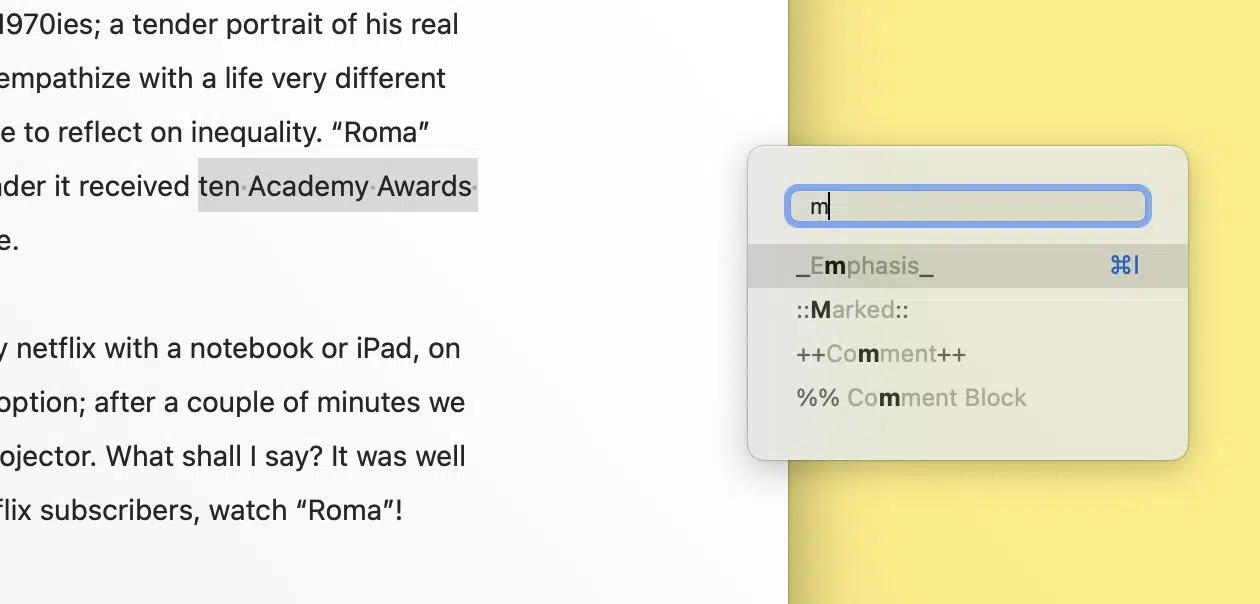 1970ies; a tender portrait of his real
empathize with a life very different
e to reflect on inequality. “Roma”
der it received ten·Academy·Awards·
e.
y netflix with a notebook or iPad, on
option; after a couple of minutes we
ojector. What shall I say? It was well
flix subscribers, watch “Roma”!
m
_Emphasis_ ⌘I
::Marked::
++Comment++
%% Comment Block